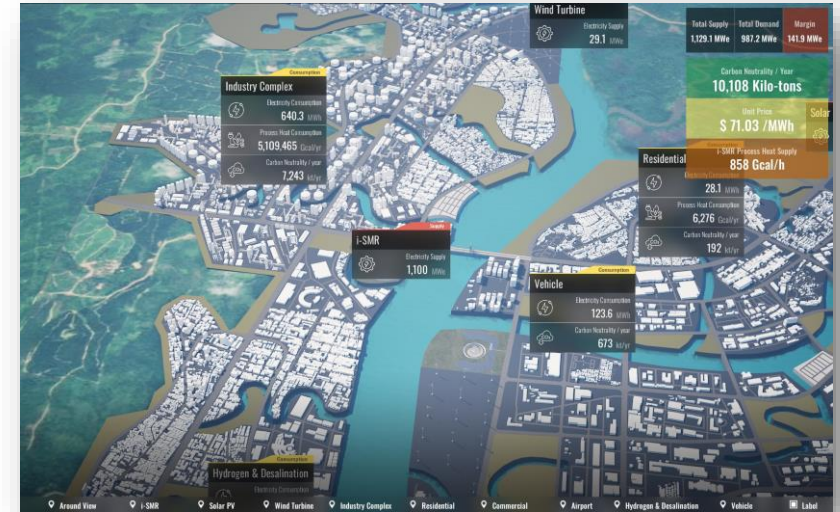 Wind Turbine
Electricity Supply
29.1 MWe
Total Supply Total Demand Margin
1,129.1 MWe 987.2 MWe 141.9 MWe
Carbon Neutrality / Year
10,108 Kilo-tons
Unit Price
$ 71.03 /MWh
Solar
i-SMR Process Heat Supply
858 Gcal/h
Consumption
Industry Complex
Electricity Consumption
640.3 MWh
Process Heat Consumption
5,109,465 Gcal/yr
Carbon Neutrality / year
7,243 kt/yr
Residential
Electricity Consumption
28.1 MWh
Process Heat Consumption
6,276 Gcal/yr
Carbon Neutrality / year
192 kt/yr
Supply
i-SMR
Electricity Supply
1,100 MWe
Consumption
Vehicle
Electricity Consumption
123.6 MWh
Carbon Neutrality / year
673 kt/yr
Consumption
Hydrogen & Desalination
Electricity Consumption
Around View i-SMR Solar PV Wind Turbine Industry Complex Residential Commercial Airport Hydrogen & Desalination Vehicle Label